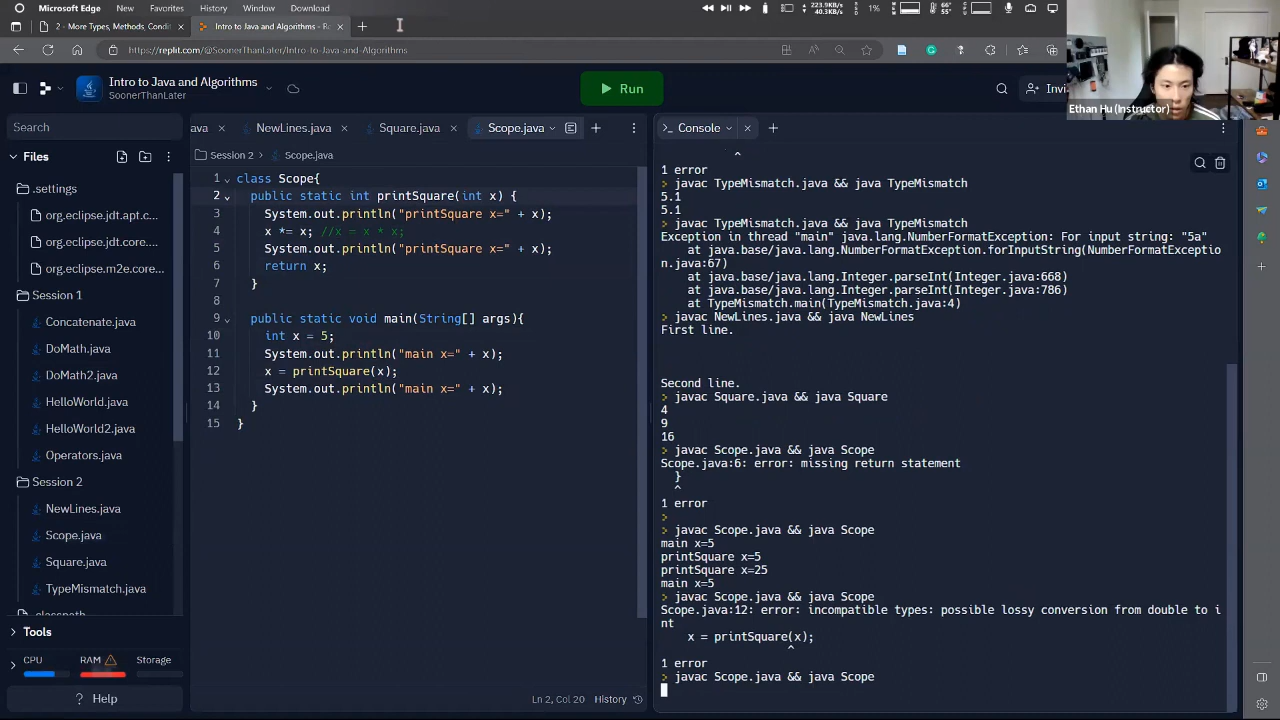 Microsoft Edge New Favorites History Window Download 223.9KB/s 40.3KB/s 1% 66° 55°
2 - More Types, Methods, Condit Intro to Java and Algorithms - Re
https://replit.com/@SoonerThanLater/Intro-to-Java-and-Algorithms
Intro to Java and Algorithms
SoonerThanLater
Run
Invi
Ethan Hu (Instructor)
Search
Files
.settings
org.eclipse.jdt.apt.c...
org.eclipse.jdt.core....
org.eclipse.m2e.core...
Session 1
Concatenate.java
DoMath.java
DoMath2.java
HelloWorld.java
HelloWorld2.java
Operators.java
Session 2
NewLines.java
Scope.java
Square.java
TypeMismatch.java
.classpath
Tools
CPU RAM Storage
? Help
ava NewLines.java Square.java Scope.java
Session 2 > Scope.java
1 class Scope{
2 public static int printSquare(int x) {
3 System.out.println("printSquare x=" + x);
4 x *= x; //x = x * x;
5 System.out.println("printSquare x=" + x);
6 return x;
7 }
8
9 public static void main(String[] args){
10 int x = 5;
11 System.out.println("main x=" + x);
12 x = printSquare(x);
13 System.out.println("main x=" + x);
14 }
15 }
Ln 2, Col 20 History
Console
^
1 error
> javac TypeMismatch.java && java TypeMismatch
5.1
5.1
> javac TypeMismatch.java && java TypeMismatch
Exception in thread "main" java.lang.NumberFormatException: For input string: "5a"
at java.base/java.lang.NumberFormatException.forInputString(NumberFormatExceptio
n.java:67)
at java.base/java.lang.Integer.parseInt(Integer.java:668)
at java.base/java.lang.Integer.parseInt(Integer.java:786)
at TypeMismatch.main(TypeMismatch.java:4)
> javac NewLines.java && java NewLines
First line.
Second line.
> javac Square.java && java Square
4
9
16
> javac Scope.java && java Scope
Scope.java:6: error: missing return statement
}
^
1 error
>
> javac Scope.java && java Scope
main x=5
printSquare x=5
printSquare x=25
main x=5
> javac Scope.java && java Scope
Scope.java:12: error: incompatible types: possible lossy conversion from double to i
nt
x = printSquare(x);
^
1 error
> javac Scope.java && java Scope